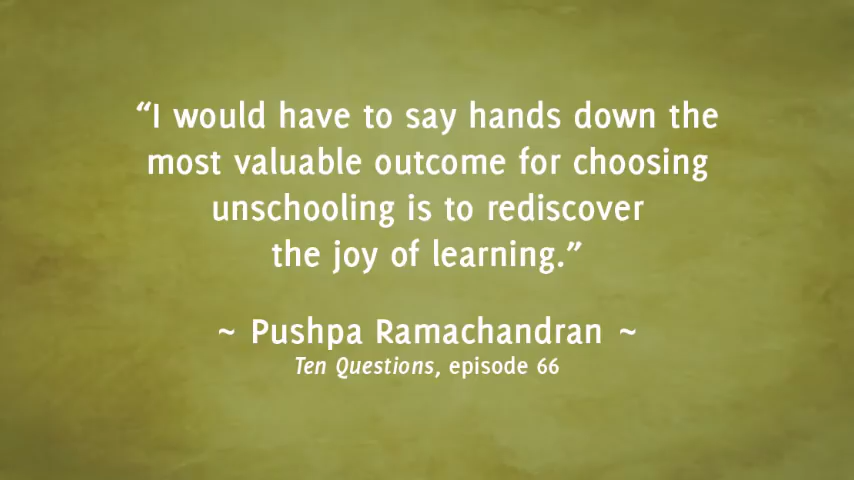 “I would have to say hands down the
most valuable outcome for choosing
unschooling is to rediscover
the joy of learning.”
~ Pushpa Ramachandran ~
Ten Questions, episode 66